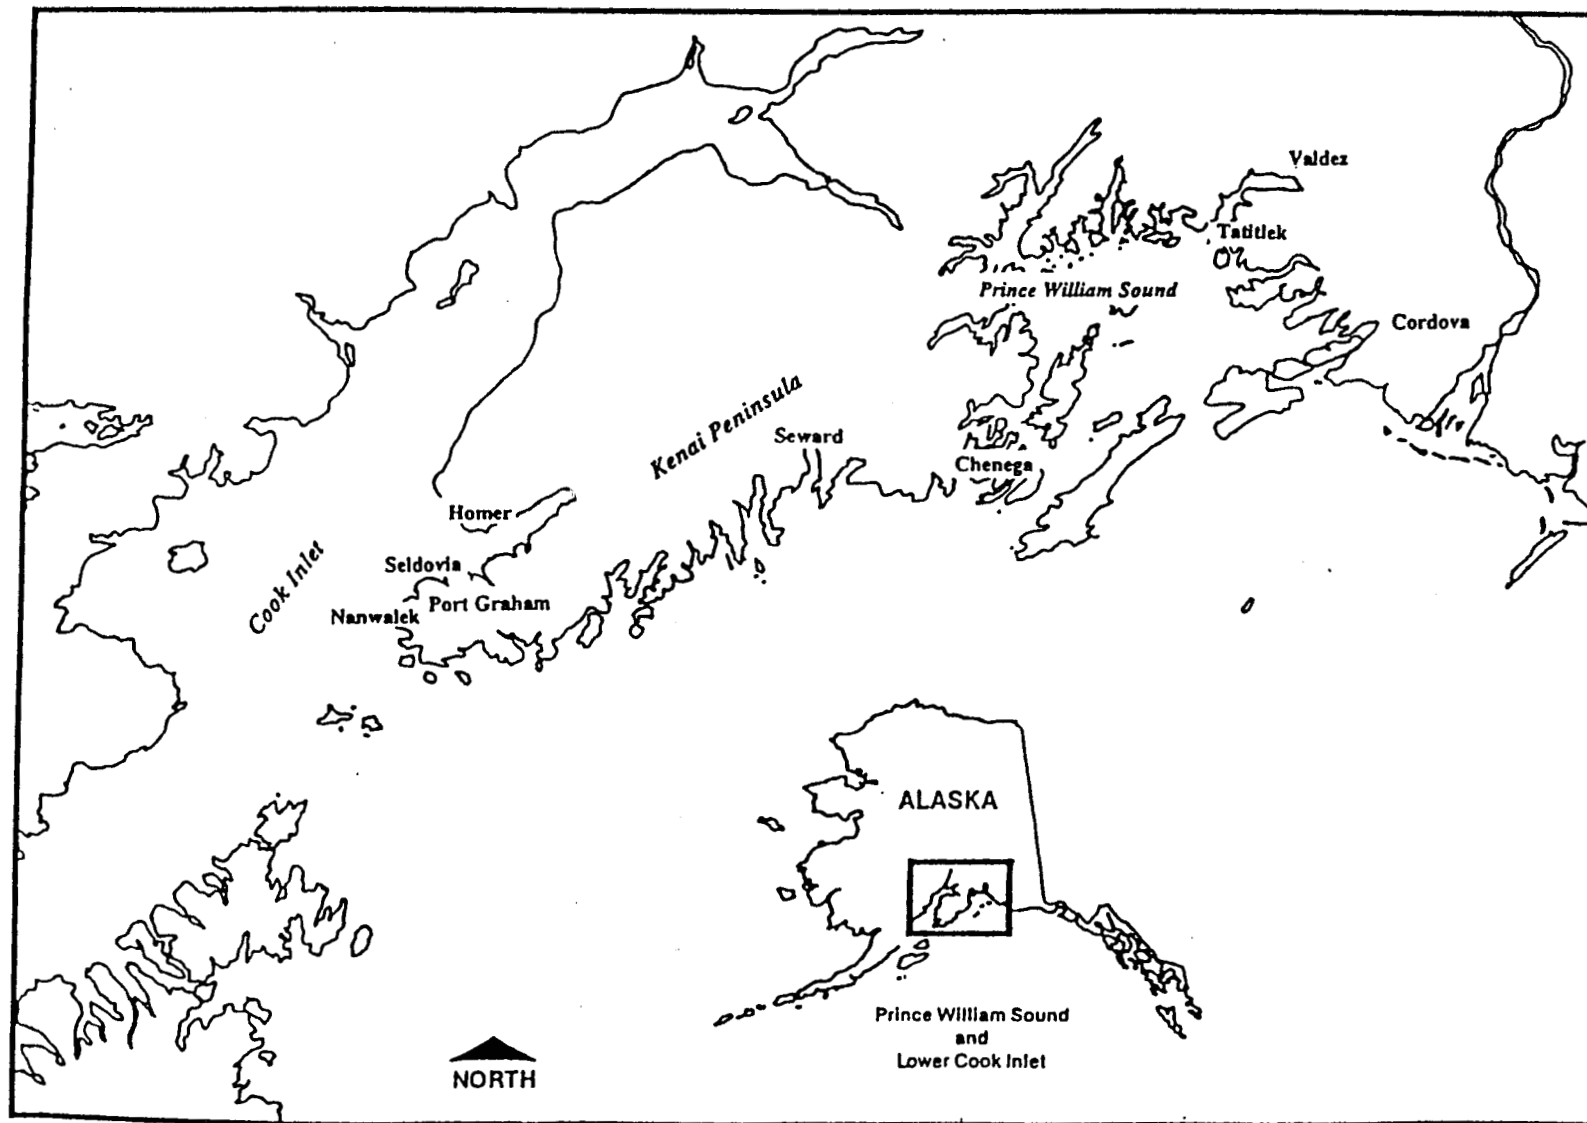 Valdez
Tatitlek
Prince William Sound
Cordova
Kenai Peninsula
Seward
Chenega
Homer
Seldovia
Cook Inlet
Port Graham
Nanwalek
ALASKA
Prince William Sound
and
Lower Cook Inlet
NORTH